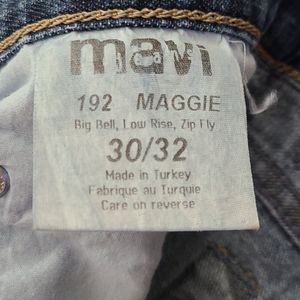 mavi
192 MAGGIE
Big Bell, Low Rise, Zip Fly
30/32
Made in Turkey
Fabrique au Turquie
Care on reverse